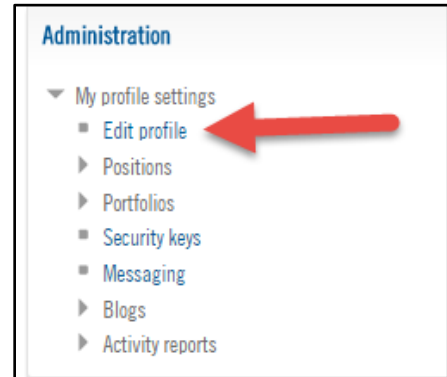 Administration
My profile settings
Edit profile
Positions
Portfolios
Security keys
Messaging
Blogs
Activity reports